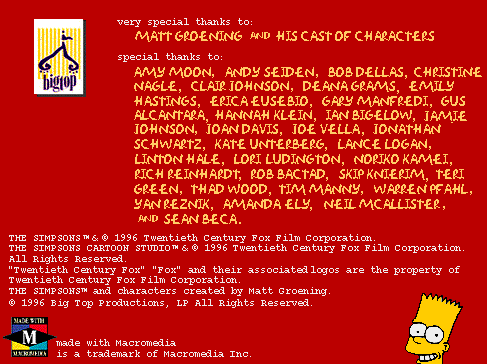 very special thanks to:
MATT GROENING AND HIS CAST OF CHARACTERS
special thanks to:
AMY MOON, ANDY SEIDEN, BOB DELLAS, CHRISTINE
NAGLE, CLAIR JOHNSON, DEANA GRAMS, EMILY
HASTINGS, ERICA EUSEBIO, GARY MANFREDI, GUS
ALCANTARA, HANNAH KLEIN, IAN BIGELOW, JAMIE
JOHNSON, JOAN DAVIS, JOE VELLA, JONATHAN
SCHWARTZ, KATE UNTERBERG, LANCE LOGAN,
LINTON HALE, LORI LUDINGTON, NORIKO KAMEI,
RICH REINHARDT, ROB BACTAD, SKIP KNIERIM, TERI
GREEN, THAD WOOD, TIM MANNY, WARREN PFAHL,
YAN REZNIK, AMANDA ELY, NEIL MCALLISTER,
AND SEAN BECA.
bigtop
THE SIMPSONS™ & © 1996 Twentieth Century Fox Film Corporation.
THE SIMPSONS CARTOON STUDIO™ & © 1996 Twentieth Century Fox Film Corporation.
All Rights Reserved.
"Twentieth Century Fox" "Fox" and their associated logos are the property of
Twentieth Century Fox Film Corporation.
THE SIMPSONS™ and characters created by Matt Groening.
© 1996 Big Top Productions, LP All Rights Reserved.
MADE WITH
M
MACROMEDIA
made with Macromedia
is a trademark of Macromedia Inc.